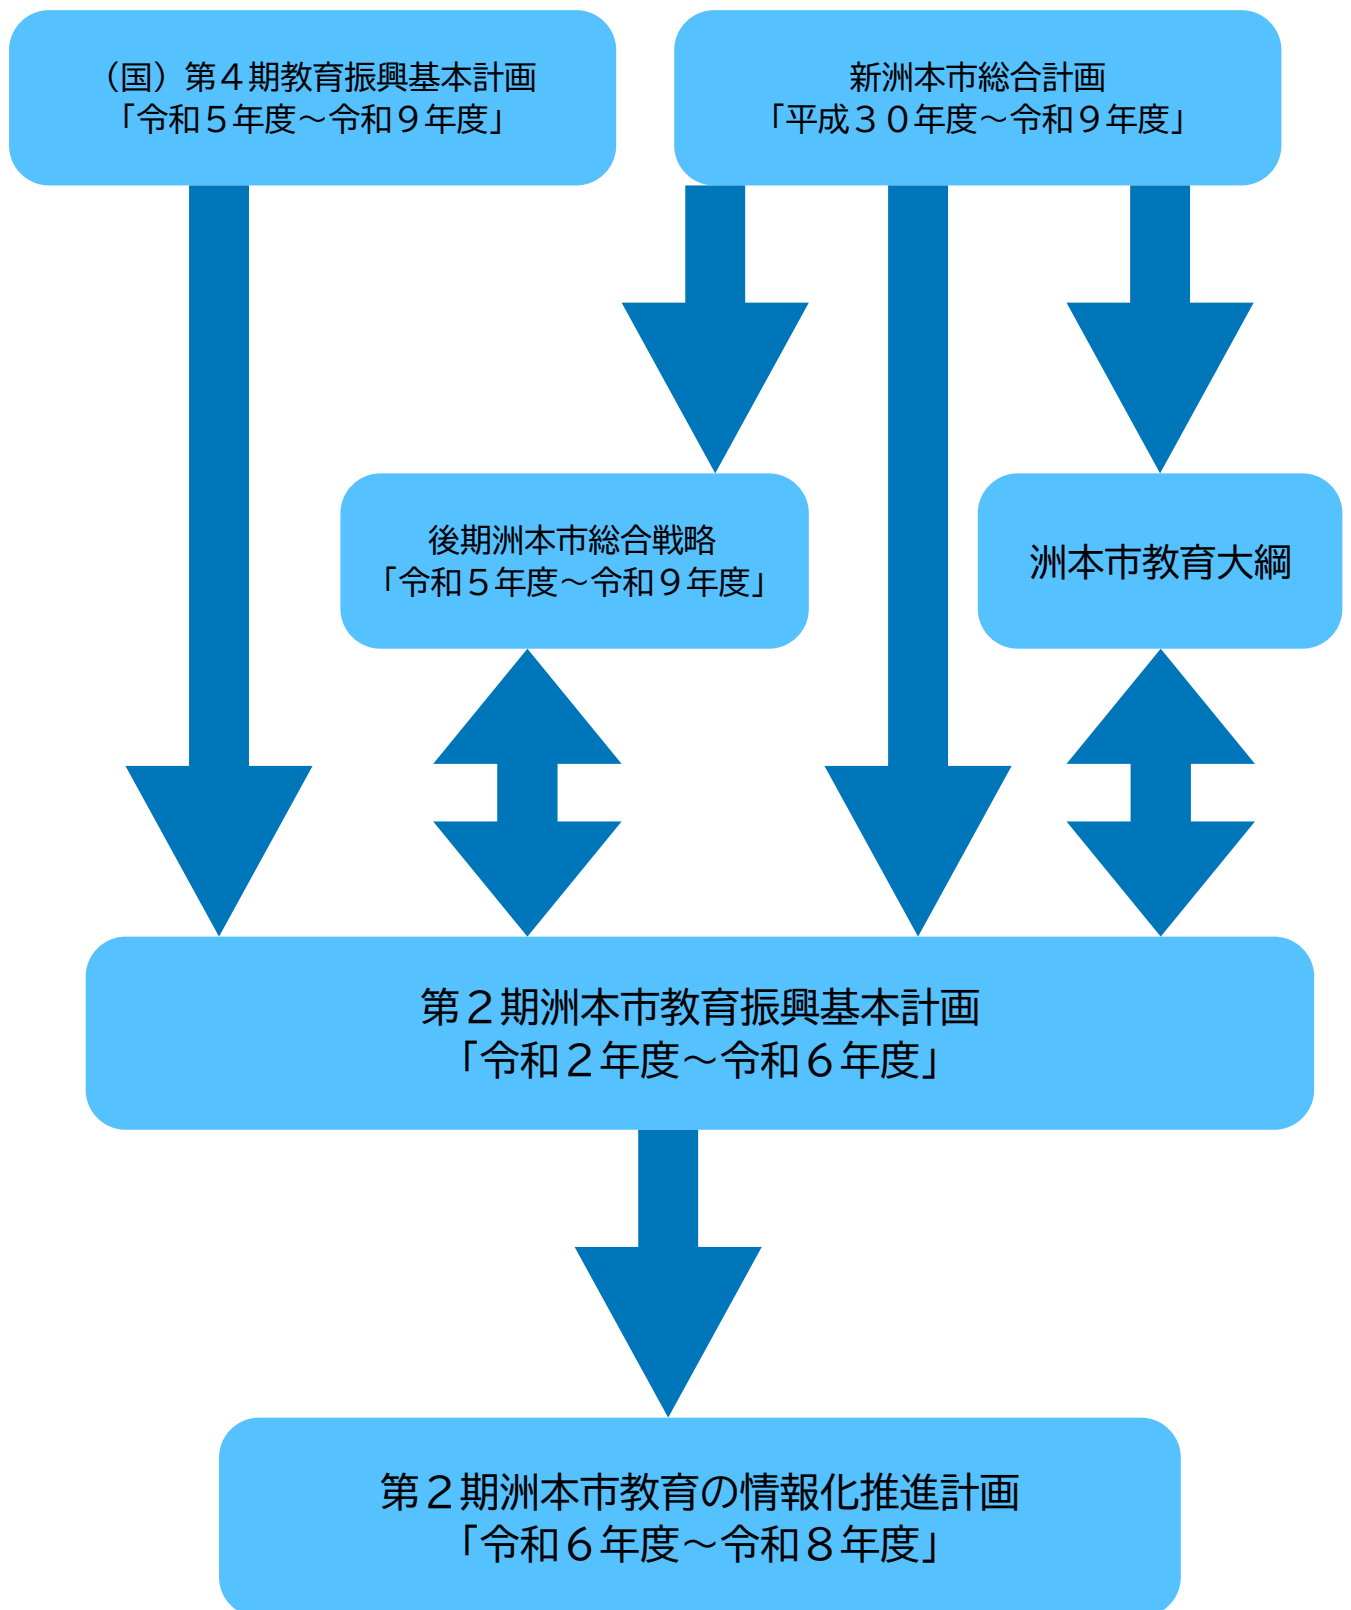 （国）第４期教育振興基本計画
「令和５年度～令和９年度」
新洲本市総合計画
「平成３０年度～令和９年度」
後期洲本市総合戦略
「令和５年度～令和９年度」
洲本市教育大綱
第２期洲本市教育振興基本計画
「令和２年度～令和６年度」
第２期洲本市教育の情報化推進計画
「令和６年度～令和８年度」